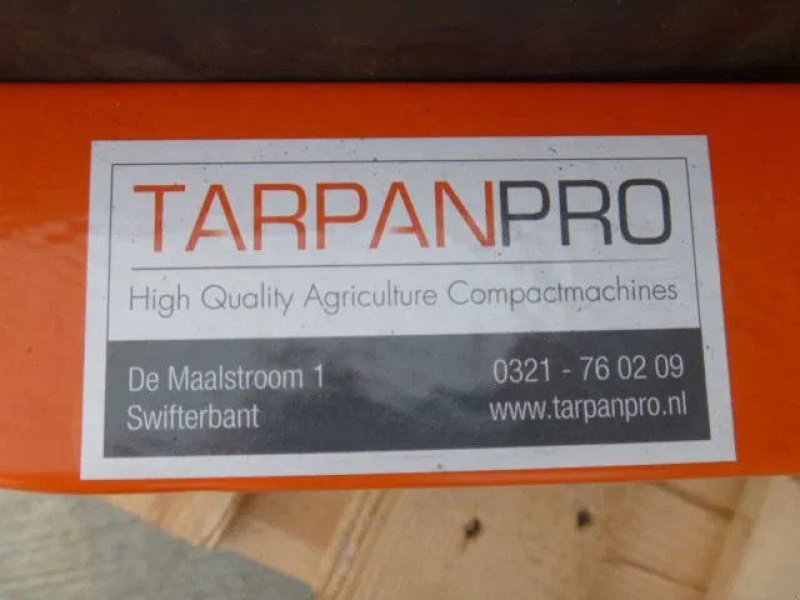 TARPANPRO
High Quality Agriculture Compactmachines
De Maalstroom 1 0321 - 76 02 09
Swifterbant www.tarpanpro.nl